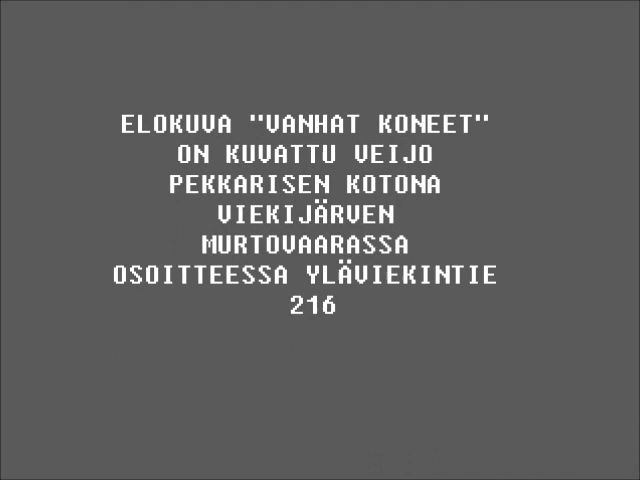 ELOKUVA "VANHAT KONEET"
ON KUVATTU VEIJO
PEKKARISEN KOTONA
VIEKIJÄRVEN
MURTOVAARASSA
OSOITTEESSA YLÄVIEKINTIE
216